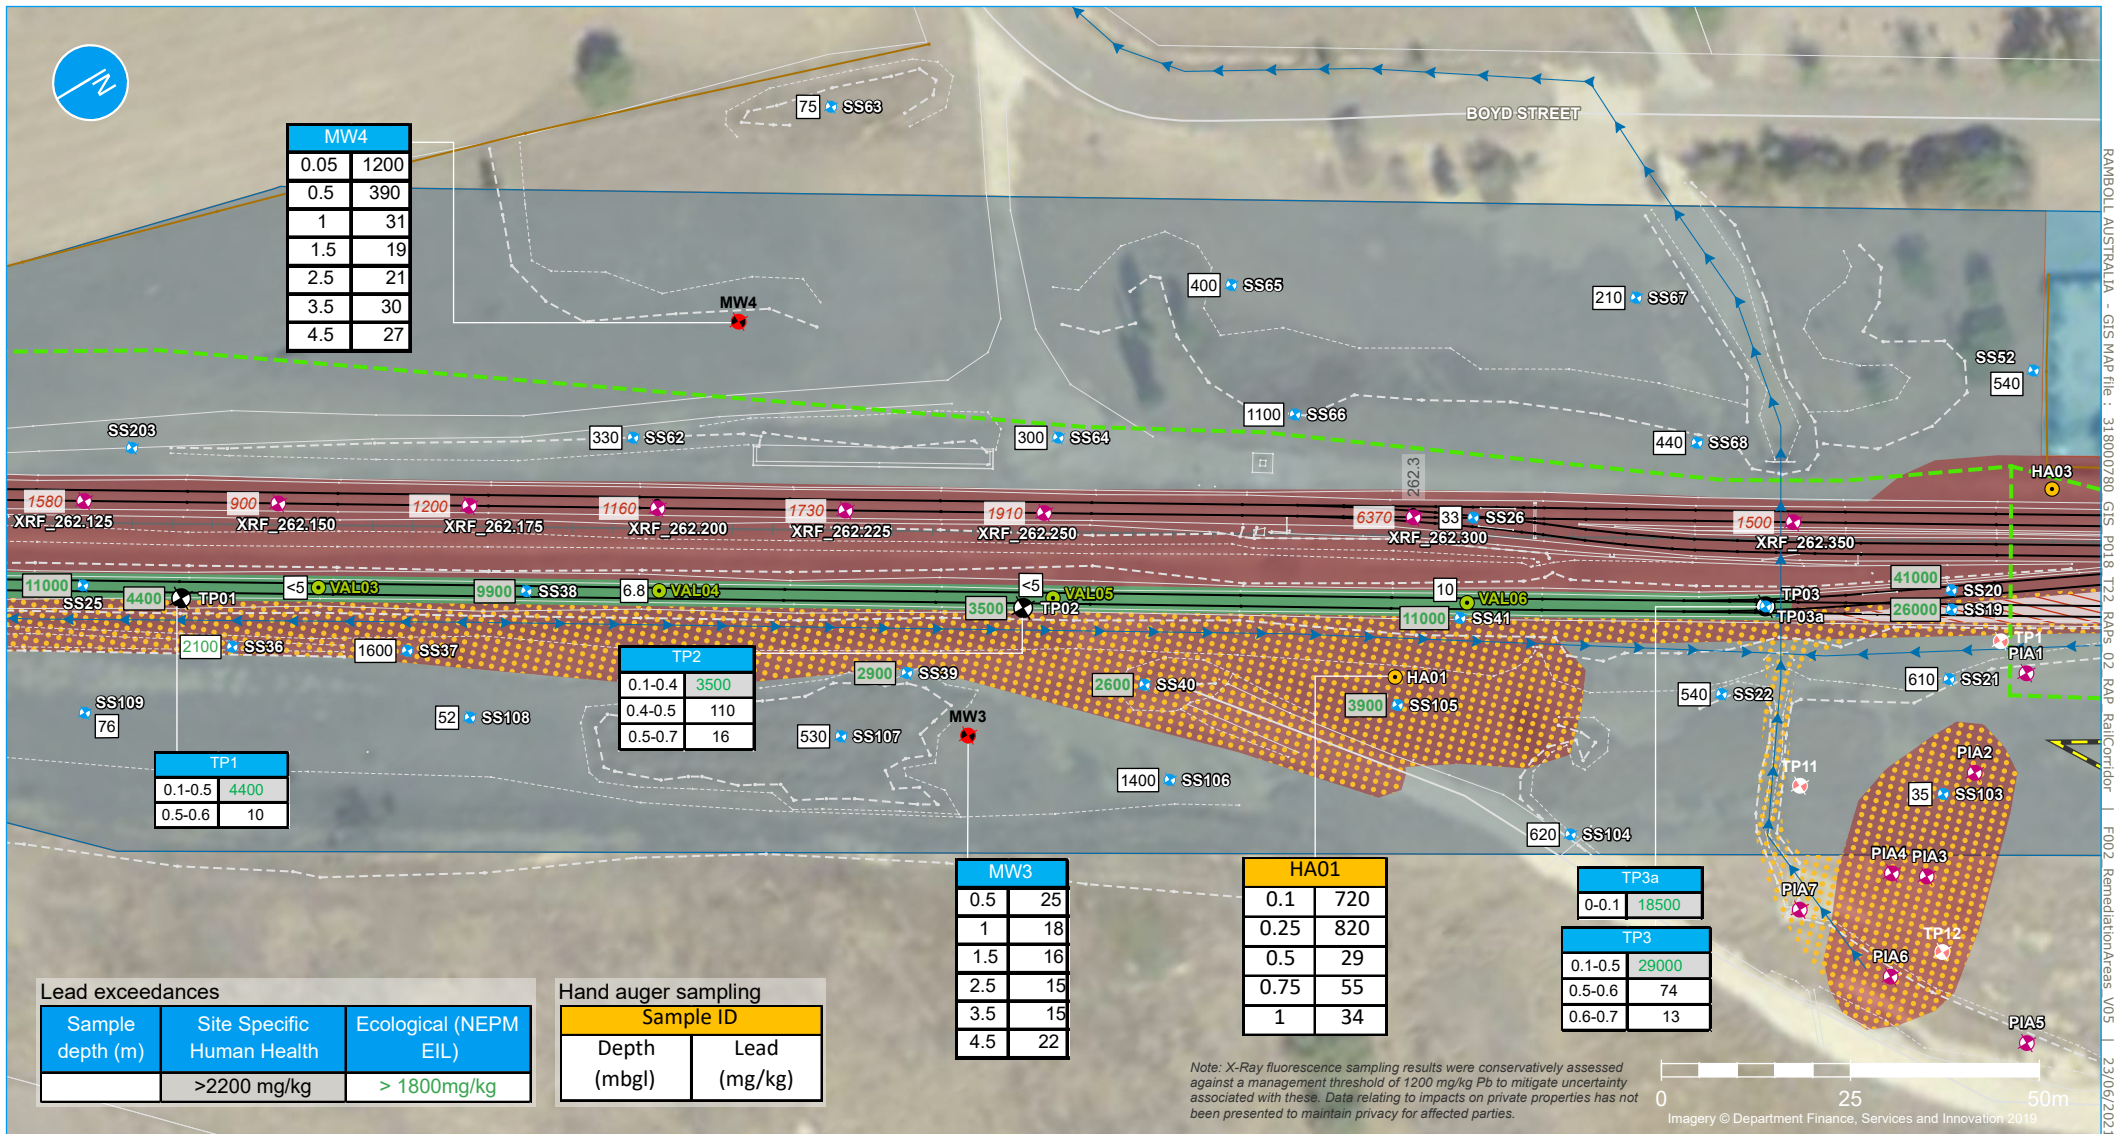 BOYD STREET
75 SS63
MW4
0.05 1200
0.5 390
1 31
1.5 19
2.5 21
3.5 30
4.5 27
MW4
400 SS65
210 SS67
SS52
540
1100 SS66
SS203
330 SS62
300 SS64
440 SS68
262.3
HA03
1580
XRF_262.125
900
XRF_262.150
1200
XRF_262.175
1160
XRF_262.200
1730
XRF_262.225
1910
XRF_262.250
6370
XRF_262.300
33 SS26
1500
XRF_262.350
11000
SS25
4400 TP01
<5 VAL03
9900 SS38
6.8 VAL04
<5 VAL05
3500 TP02
10 VAL06
11000 SS41
TP03
TP03a
41000 SS20
26000 SS19
TP1
PIA1
2100 SS36
1600 SS37
2900 SS39
2600 SS40
HA01
3900 SS105
540 SS22
610 SS21
SS109
76
52 SS108
530 SS107
MW3
1400 SS106
620 SS104
TP11
PIA2
35 SS103
PIA4 PIA3
PIA7
TP12
PIA6
PIA5
TP2
0.1-0.4 3500
0.4-0.5 110
0.5-0.7 16
TP1
0.1-0.5 4400
0.5-0.6 10
MW3
0.5 25
1 18
1.5 16
2.5 15
3.5 15
4.5 22
HA01
0.1 720
0.25 820
0.5 29
0.75 55
1 34
TP3a
0-0.1 18500
TP3
0.1-0.5 29000
0.5-0.6 74
0.6-0.7 13
Lead exceedances
Sample depth (m) Site Specific Human Health Ecological (NEPM EIL)
>2200 mg/kg > 1800mg/kg
Hand auger sampling
Sample ID
Depth (mbgl) Lead (mg/kg)
Note: X-Ray fluorescence sampling results were conservatively assessed
against a management threshold of 1200 mg/kg Pb to mitigate uncertainty
associated with these. Data relating to impacts on private properties has not
been presented to maintain privacy for affected parties.
0 25 50m
Imagery © Department Finance, Services and Innovation 2019
RAMBOLL AUSTRALIA - GIS MAP file : 318000780_GIS_P018_T22_RAPs_02_RAP_RailCorridor | F002_RemediationAreas_V05 | 23/06/2021